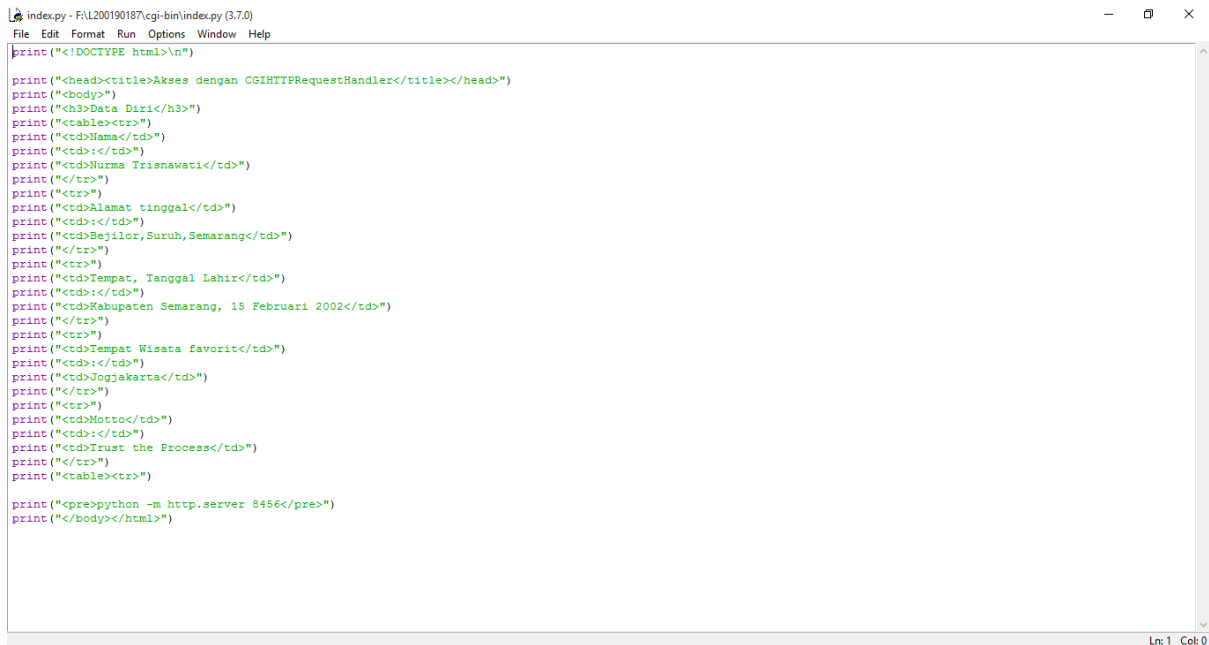 index.py - F:\L200190187\cgi-bin\index.py (3.7.0)
File Edit Format Run Options Window Help
print("<!DOCTYPE html>\n")
print("<head><title>Akses dengan CGIHTTPRequestHandler</title></head>")
print("<body>")
print("<h3>Data Diri</h3>")
print("<table><tr>")
print("<td>Nama</td>")
print("<td>:</td>")
print("<td>Nurma Trisnawati</td>")
print("</tr>")
print("<tr>")
print("<td>Alamat tinggal</td>")
print("<td>:</td>")
print("<td>Bejilor,Suruh,Semarang</td>")
print("</tr>")
print("<tr>")
print("<td>Tempat, Tanggal Lahir</td>")
print("<td>:</td>")
print("<td>Kabupaten Semarang, 15 Februari 2002</td>")
print("</tr>")
print("<tr>")
print("<td>Tempat Wisata favorit</td>")
print("<td>:</td>")
print("<td>Jogjakarta</td>")
print("</tr>")
print("<tr>")
print("<td>Motto</td>")
print("<td>:</td>")
print("<td>Trust the Process</td>")
print("</tr>")
print("<table><tr>")
print("<pre>python -m http.server 8456</pre>")
print("</body></html>")
Ln: 1 Col: 0